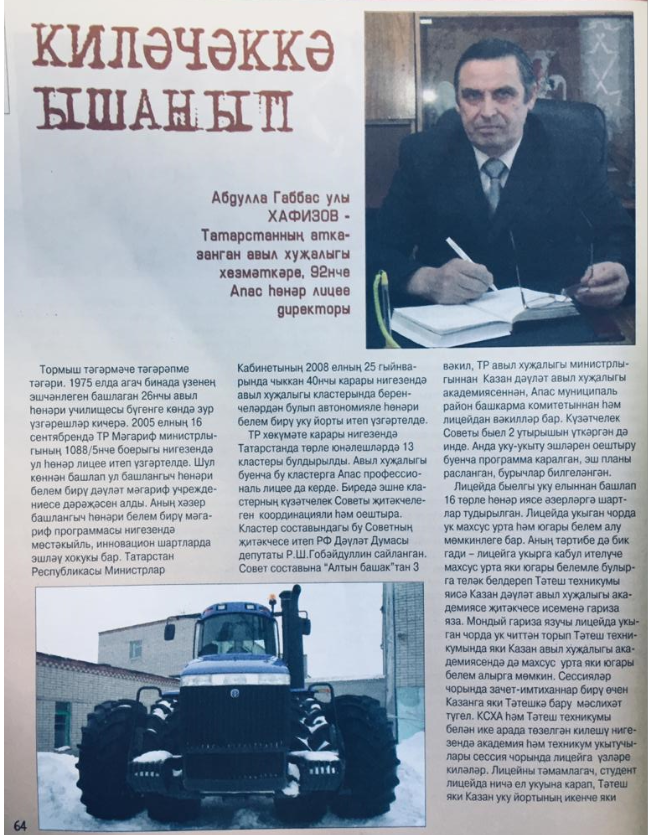 КИЛӘЧӘККӘ
ЫШАНЫП
Абдулла Габбас улы
ХАФИЗОВ -
Татарстанның атка-
занган авыл хуҗалыгы
хезмәткәре, 92нче
Апас һөнәр лицее
директоры
Тормыш тәгәрмәче тәгәрәпме
тәгәри. 1975 елда агач бинада үзенең
эшчәнлеген башлаган 26нчы авыл
һөнәри училищесы бүгенге көндә зур
үзгәрешләр кичерә. 2005 елның 16
сентябрендә ТР Мәгариф министрлы-
гының 1088/5нче боерыгы нигезендә
ул һөнәр лицее итеп үзгәртелде. Шул
көннән башлап ул башлангыч һөнәри
белем бирү дәүләт мәгариф учрежде-
ниесе дәрәҗәсен алды. Аның хәзер
башлангыч һөнәри белем бирү мәга-
риф программасы нигезендә
мөстәкыйль, инновацион шартларда
эшләү хокукы бар. Татарстан
Республикасы Министрлар
Кабинетының 2008 елның 25 гыйнва-
рында чыккан 40нчы карары нигезендә
авыл хуҗалыгы кластерында берен-
челәрдән булып автономияле һөнәри
белем бирү уку йорты итеп үзгәртелде.
ТР хөкүмәте карары нигезендә
Татарстанда төрле юнәлешләрдә 13
кластеры булдырылды. Авыл хуҗалыгы
буенча бу кластерга Апас профессио-
наль лицее да керде. Биредә эшне кла-
стерның күзәтчелек Советы җитәкчеле-
ген координацияли һәм оештыра.
Кластер составындагы бу Советның
җитәкчесе итеп РФ Дәүләт Думасы
депутаты Р.Ш.Гобәйдуллин сайланган.
Совет составына "Алтын башак"тан 3
вәкил, ТР авыл хуҗалыгы министрлы-
гыннан Казан дәүләт авыл хуҗалыгы
академиясеннән, Апас муниципаль
район башкарма комитетыннан һәм
лицейдан вәкилләр бар. Күзәтчелек
Советы быел 2 утырышын үткәргән дә
инде. Анда уку-укыту эшләрен оештыру
буенча программа каралган, эш планы
расланган, бурычлар билгеләнгән.
Лицейда быелгы уку елыннан башлап
16 төрле һөнәр иясе әзерләргә шарт-
лар тудырылган. Лицейда укыган чорда
ук махсус урта һәм югары белем алу
мөмкинлеге бар. Аның тәртибе дә бик
гади – лицейга укырга кабул ителүче
махсус урта яки югары белемле булыр-
га теләк белдереп Тәтеш техникумы
яисә Казан дәүләт авыл хуҗалыгы ака-
демиясе җитәкчесе исеменә гариза
яза. Мондый гариза язучы лицейда укы-
ган чорда ук читтән торып Тәтеш техни-
кумында яки Казан авыл хуҗалыгы ака-
демиясендә дә махсус урта яки югары
белем алырга мөмкин. Сессияләр
чорында зачет-имтиханнар бирү өчен
Казанга яки Тәтешкә бару мәслихәт
түгел. КСХА һәм Тәтеш техникумы
белән ике арада төзелгән килешү ниге-
зендә академия һәм техникум укытучы-
лары сессия чорында лицейга үзләре
киләләр. Лицейны тәмамлагач, студент
лицейда ничә ел укуына карап, Тәтеш
яки Казан уку йортының икенче яки
64